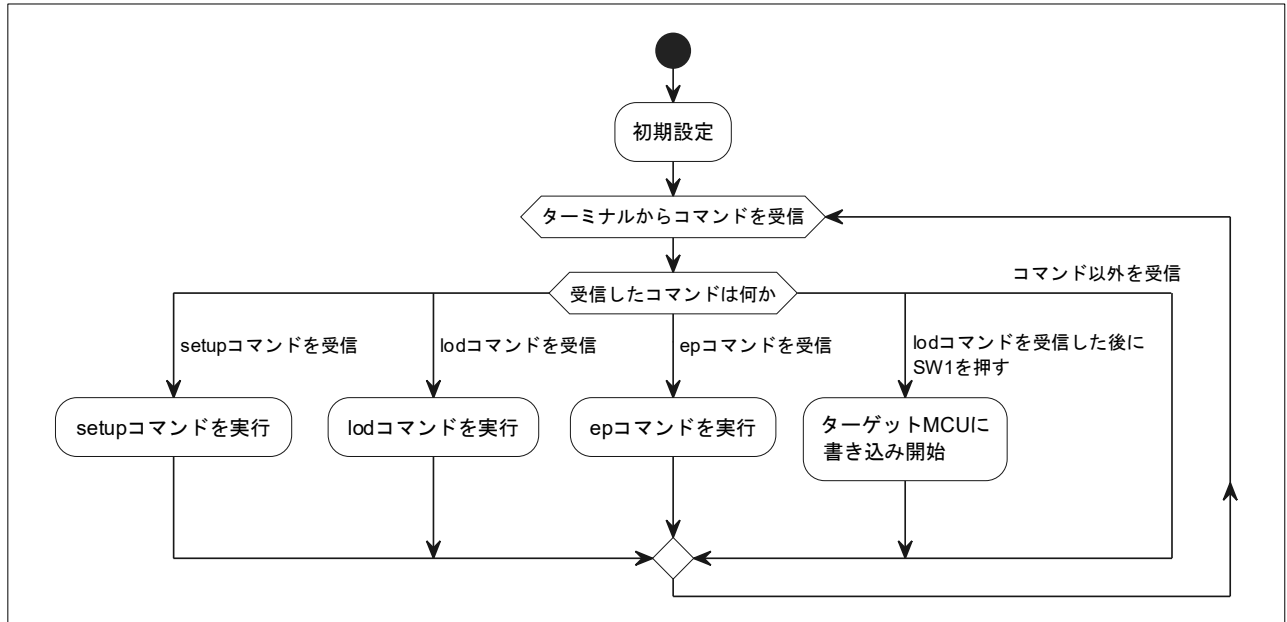 初期設定
ターミナルからコマンドを受信
受信したコマンドは何か
コマンド以外を受信
setupコマンドを受信
lodコマンドを受信
epコマンドを受信
lodコマンドを受信した後に
SW1を押す
setupコマンドを実行
lodコマンドを実行
epコマンドを実行
ターゲットMCUに
書き込み開始